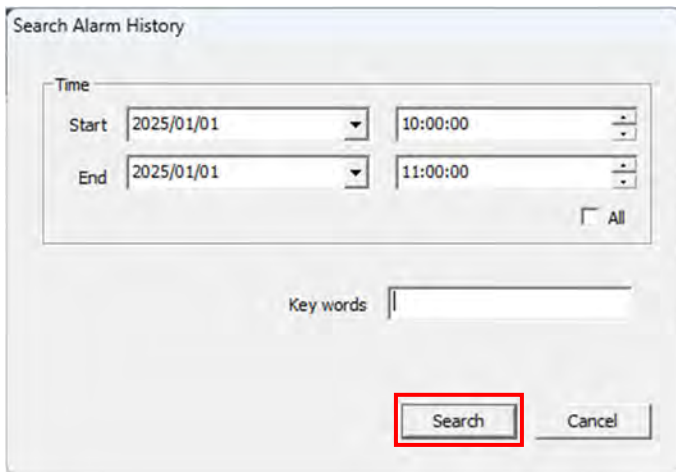 Search Alarm History
Time
Start 2025/01/01 10:00:00
End 2025/01/01 11:00:00
All
Key words
Search Cancel